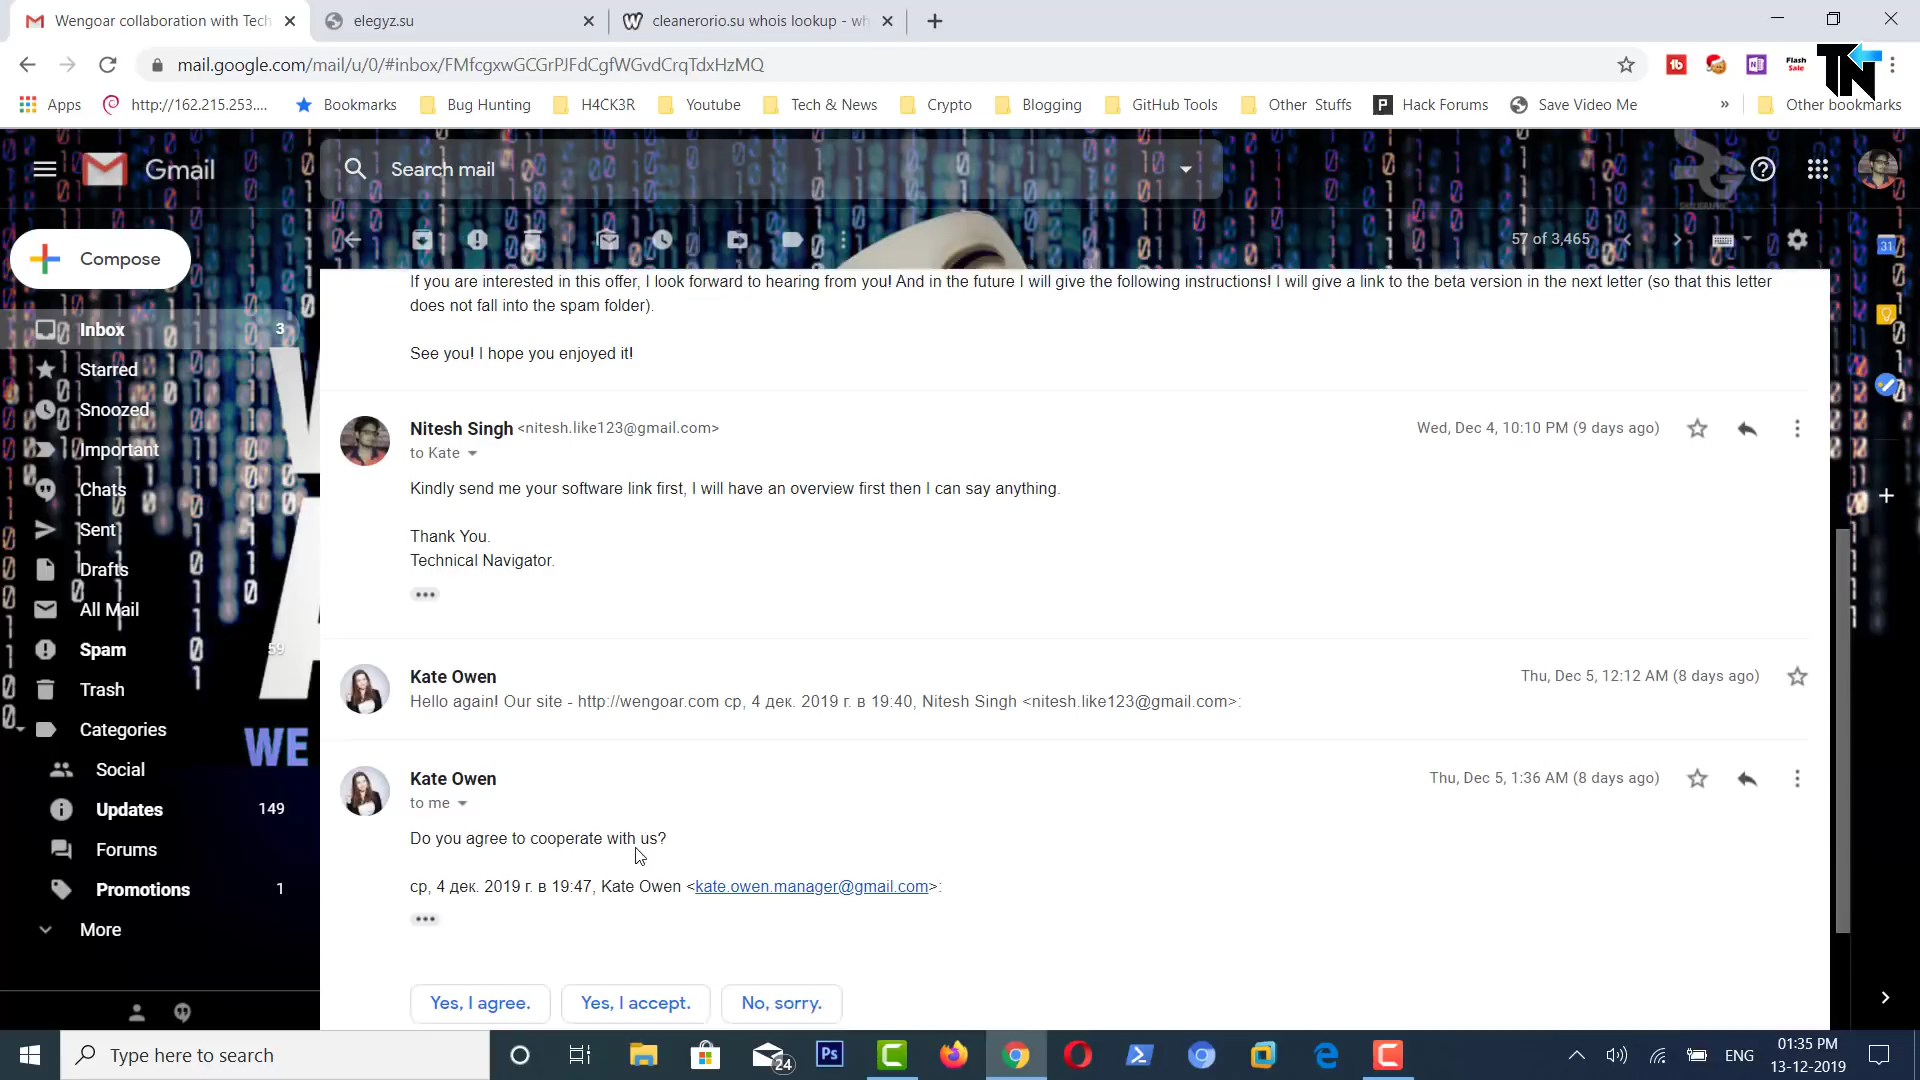 Wengoar collaboration with Tech
elegyz.su
cleanerorio.su whois lookup - wh
mail.google.com/mail/u/0/#inbox/FMfcgxwGCGrPJFdCgfWGvdCrqTdxHzMQ
Flash
Sale
TN
Apps
http://162.215.253....
Bookmarks
Bug Hunting
H4CK3R
Youtube
Tech & News
Crypto
Blogging
GitHub Tools
Other Stuffs
Hack Forums
Save Video Me
»
Other bookmarks
Gmail
Search mail
57 of 3,465
Compose
Inbox 3
Starred
Snoozed
Important
Chats
Sent
Drafts
All Mail
Spam 59
Trash
Categories
Social
Updates 149
Forums
Promotions 1
More
WE
If you are interested in this offer, I look forward to hearing from you! And in the future I will give the following instructions! I will give a link to the beta version in the next letter (so that this letter
does not fall into the spam folder).
See you! I hope you enjoyed it!
Nitesh Singh <nitesh.like123@gmail.com> Wed, Dec 4, 10:10 PM (9 days ago)
to Kate
Kindly send me your software link first, I will have an overview first then I can say anything.
Thank You.
Technical Navigator.
Kate Owen Thu, Dec 5, 12:12 AM (8 days ago)
Hello again! Our site - http://wengoar.com ср, 4 дек. 2019 г. в 19:40, Nitesh Singh <nitesh.like123@gmail.com>:
Kate Owen Thu, Dec 5, 1:36 AM (8 days ago)
to me
Do you agree to cooperate with us?
ср, 4 дек. 2019 г. в 19:47, Kate Owen <kate.owen.manager@gmail.com>:
Yes, I agree.
Yes, I accept.
No, sorry.
Type here to search
24
Ps
ENG
01:35 PM
13-12-2019